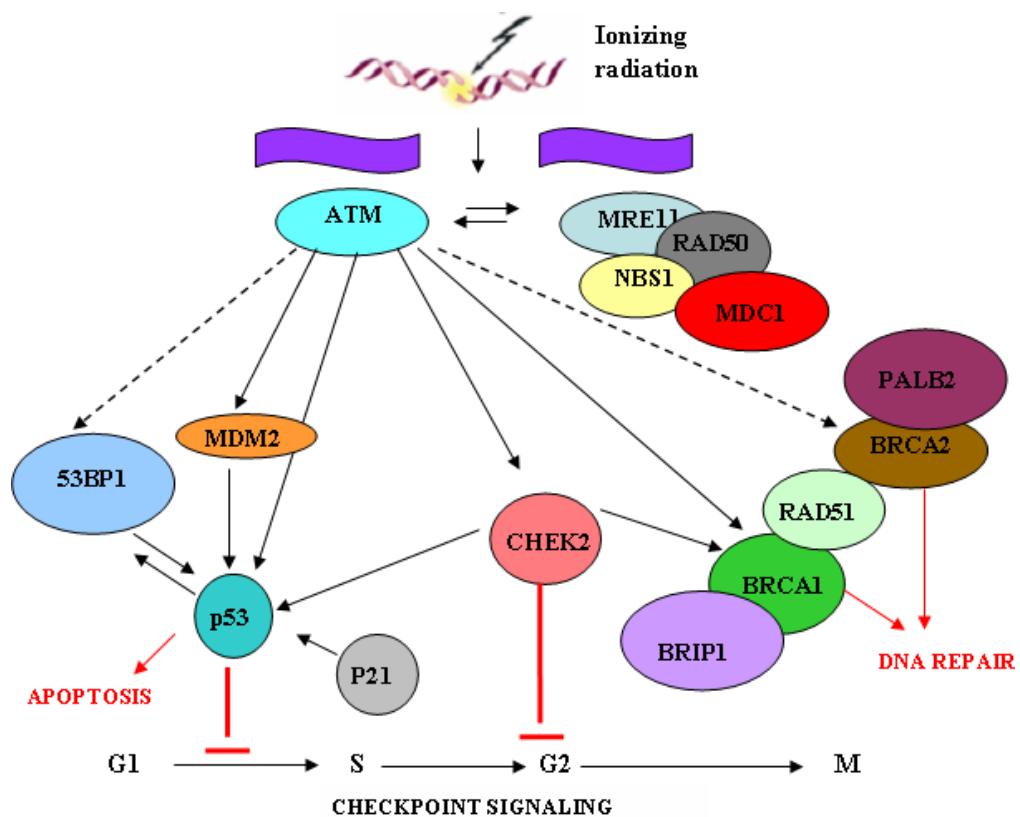 Ionizing
radiation
ATM
MRE11
RAD50
NBS1
MDC1
PALB2
MDM2
BRCA2
53BP1
RAD51
CHEK2
BRCA1
p53
BRIP1
P21
DNA REPAIR
APOPTOSIS
G1 S G2 M
CHECKPOINT SIGNALING